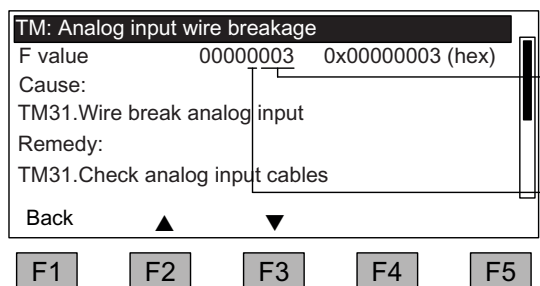 TM: Analog input wire breakage
F value 00000003 0x00000003 (hex)
Cause:
TM31.Wire break analog input
Remedy:
TM31.Check analog input cables
Back ▲ ▼
F1 F2 F3 F4 F5